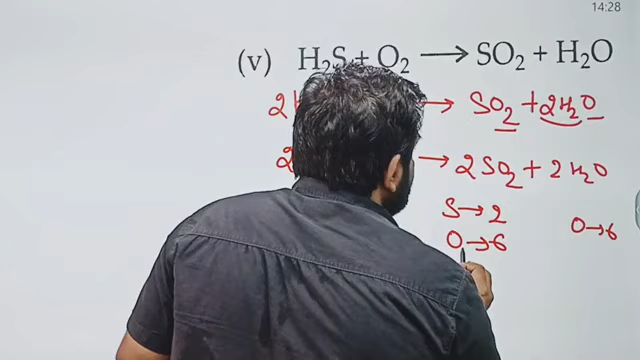 14:28
(v) H₂S + O₂ ⟶ SO₂ + H₂O
2 → SO₂ + 2H₂O
2 → 2SO₂ + 2H₂O
S → 2
O → 6 O → 6